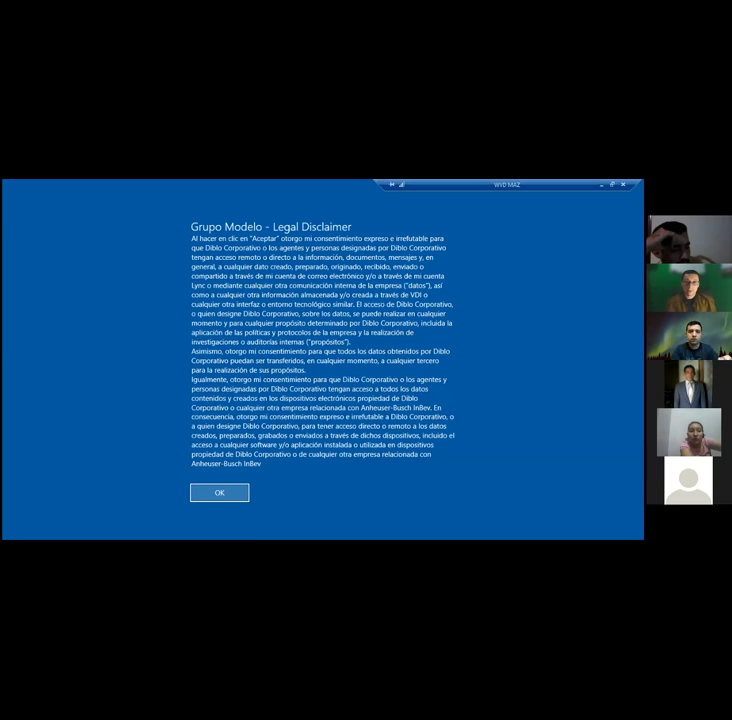 WVD MAZ
Grupo Modelo - Legal Disclaimer
Al hacer en clic en "Aceptar" otorgo mi consentimiento expreso e irrefutable para
que Diblo Corporativo o los agentes y personas designadas por Diblo Corporativo
tengan acceso remoto o directo a la información, documentos, mensajes y, en
general, a cualquier dato creado, preparado, originado, recibido, enviado o
compartido a través de mi cuenta de correo electrónico y/o a través de mi cuenta
Lync o mediante cualquier otra comunicación interna de la empresa ("datos"), así
como a cualquier otra información almacenada y/o creada a través de VDI o
cualquier otra interfaz o entorno tecnológico similar. El acceso de Diblo Corporativo,
o quien designe Diblo Corporativo, sobre los datos, se puede realizar en cualquier
momento y para cualquier propósito determinado por Diblo Corporativo, incluida la
aplicación de las políticas y protocolos de la empresa y la realización de
investigaciones o auditorías internas ("propósitos").
Asimismo, otorgo mi consentimiento para que todos los datos obtenidos por Diblo
Corporativo puedan ser transferidos, en cualquier momento, a cualquier tercero
para la realización de sus propósitos.
Igualmente, otorgo mi consentimiento para que Diblo Corporativo o los agentes y
personas designadas por Diblo Corporativo tengan acceso a todos los datos
contenidos y creados en los dispositivos electrónicos propiedad de Diblo
Corporativo o cualquier otra empresa relacionada con Anheuser-Busch InBev. En
consecuencia, otorgo mi consentimiento expreso e irrefutable a Diblo Corporativo, o
a quien designe Diblo Corporativo, para tener acceso directo o remoto a los datos
creados, preparados, grabados o enviados a través de dichos dispositivos, incluido el
acceso a cualquier software y/o aplicación instalada o utilizada en dispositivos
propiedad de Diblo Corporativo o de cualquier otra empresa relacionada con
Anheuser-Busch InBev
OK